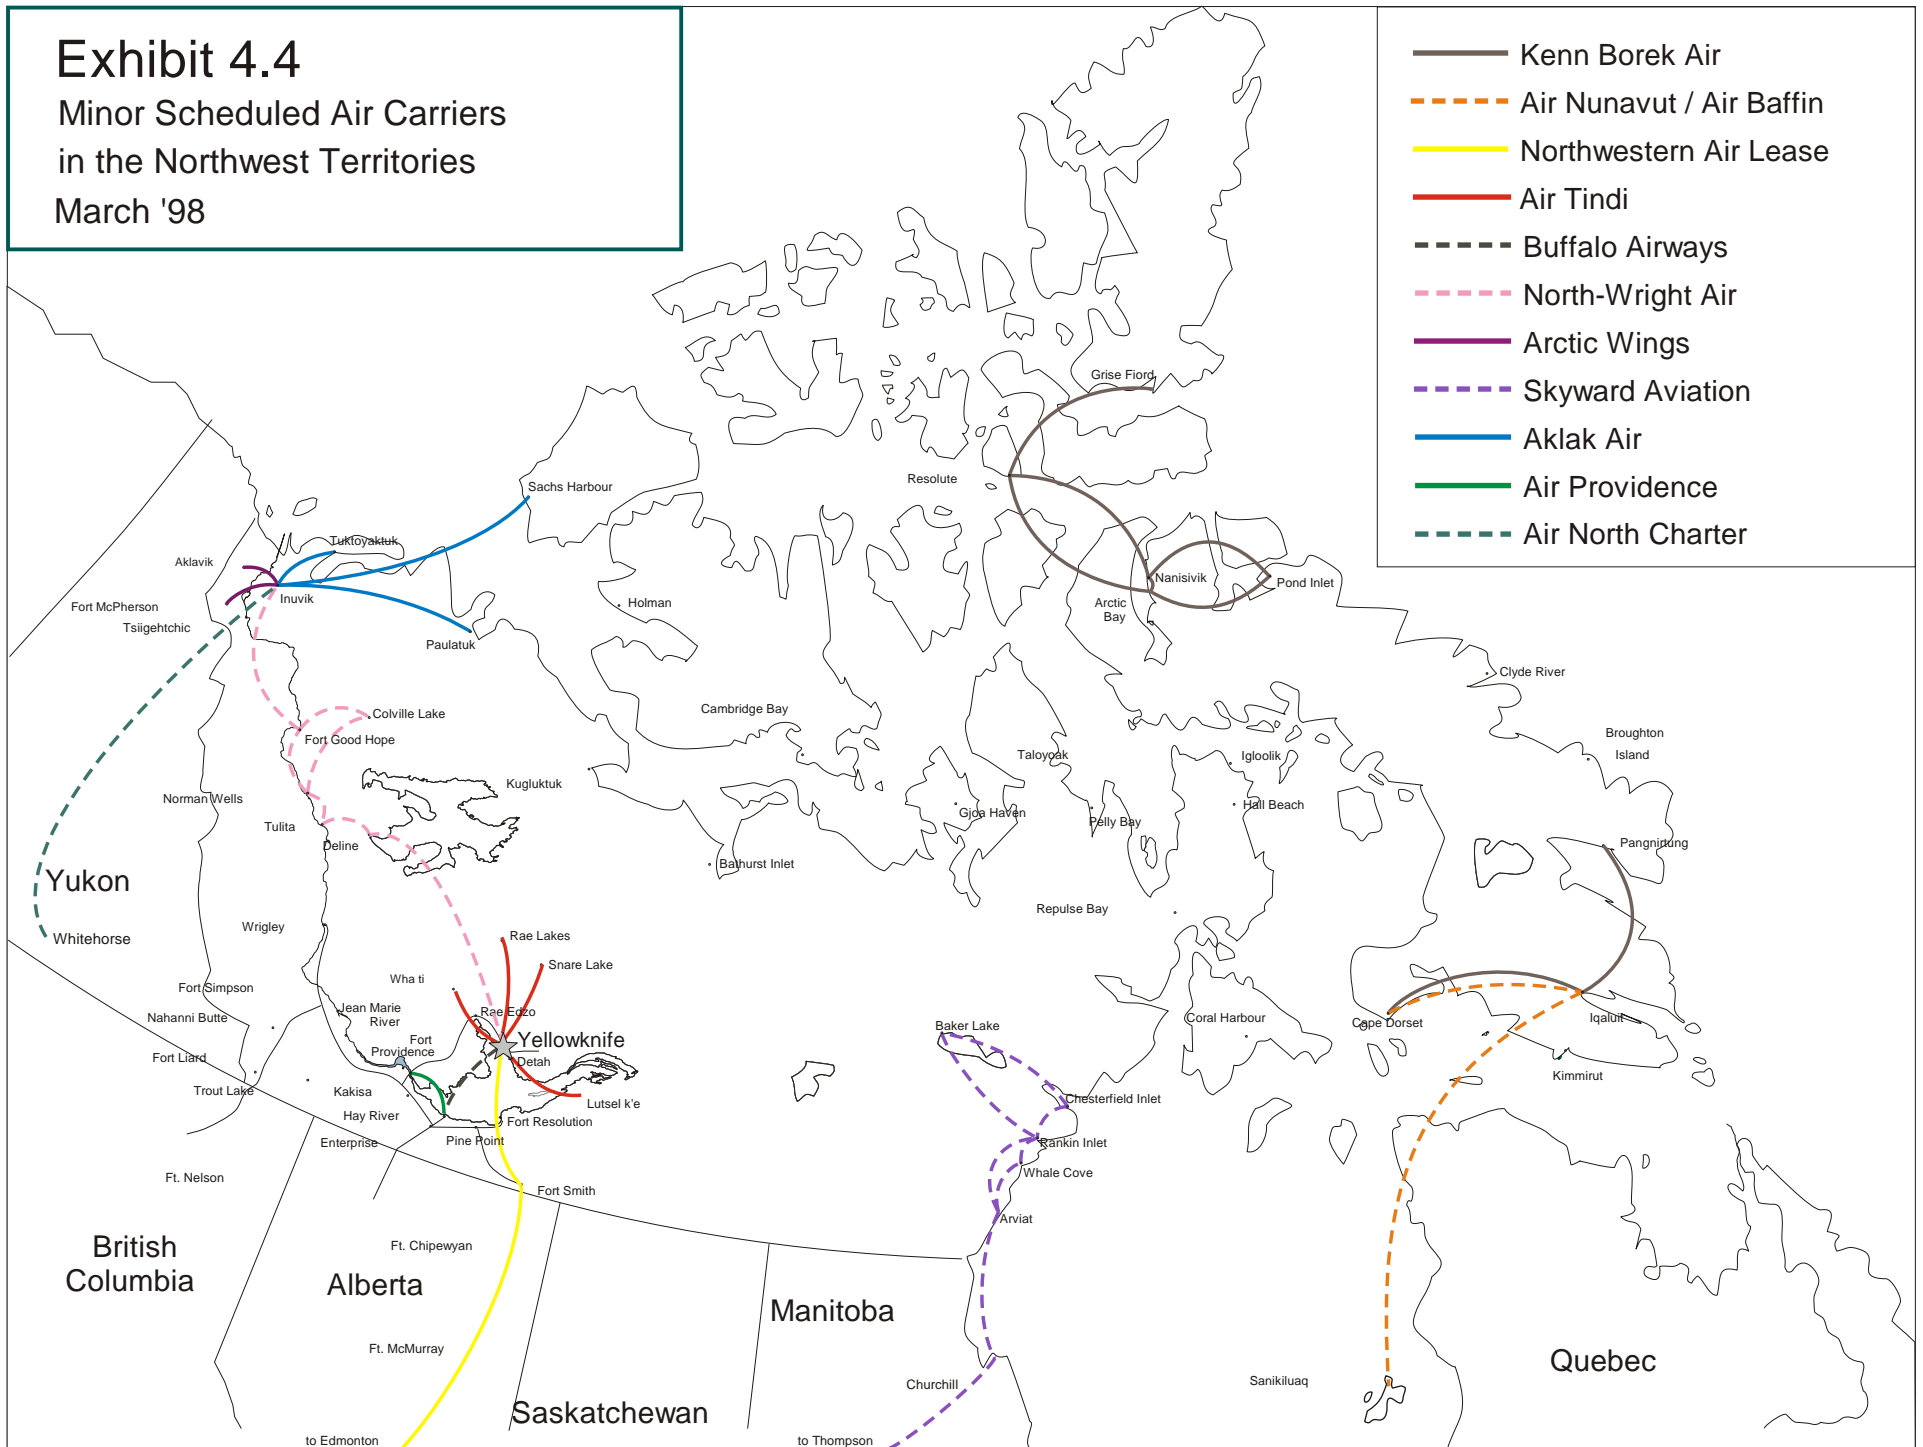 Exhibit 4.4
Minor Scheduled Air Carriers
in the Northwest Territories
March '98
Kenn Borek Air
Air Nunavut / Air Baffin
Northwestern Air Lease
Air Tindi
Buffalo Airways
North-Wright Air
Arctic Wings
Skyward Aviation
Aklak Air
Air Providence
Air North Charter
Grise Fiord
Resolute
Sachs Harbour
Tuktoyaktuk
Aklavik
Inuvik
Fort McPherson
Tsiigehtchic
Paulatuk
Holman
Nanisivik
Pond Inlet
Arctic
Bay
Clyde River
Colville Lake
Fort Good Hope
Cambridge Bay
Taloyoak
Igloolik
Broughton
Island
Norman Wells
Kugluktuk
Tulita
Deline
Gjoa Haven
Pelly Bay
Hall Beach
Bathurst Inlet
Pangnirtung
Yukon
Whitehorse
Wrigley
Rae Lakes
Snare Lake
Wha ti
Repulse Bay
Fort Simpson
Jean Marie
River
Nahanni Butte
Rae Edzo
Fort
Providence
Yellowknife
Detah
Fort Liard
Trout Lake
Kakisa
Lutsel k'e
Hay River
Fort Resolution
Enterprise
Pine Point
Baker Lake
Coral Harbour
Cape Dorset
Iqaluit
Kimmirut
Chesterfield Inlet
Rankin Inlet
Whale Cove
Arviat
Ft. Nelson
Fort Smith
British
Columbia
Ft. Chipewyan
Alberta
Manitoba
Ft. McMurray
Quebec
Churchill
Sanikiluaq
Saskatchewan
to Edmonton
to Thompson